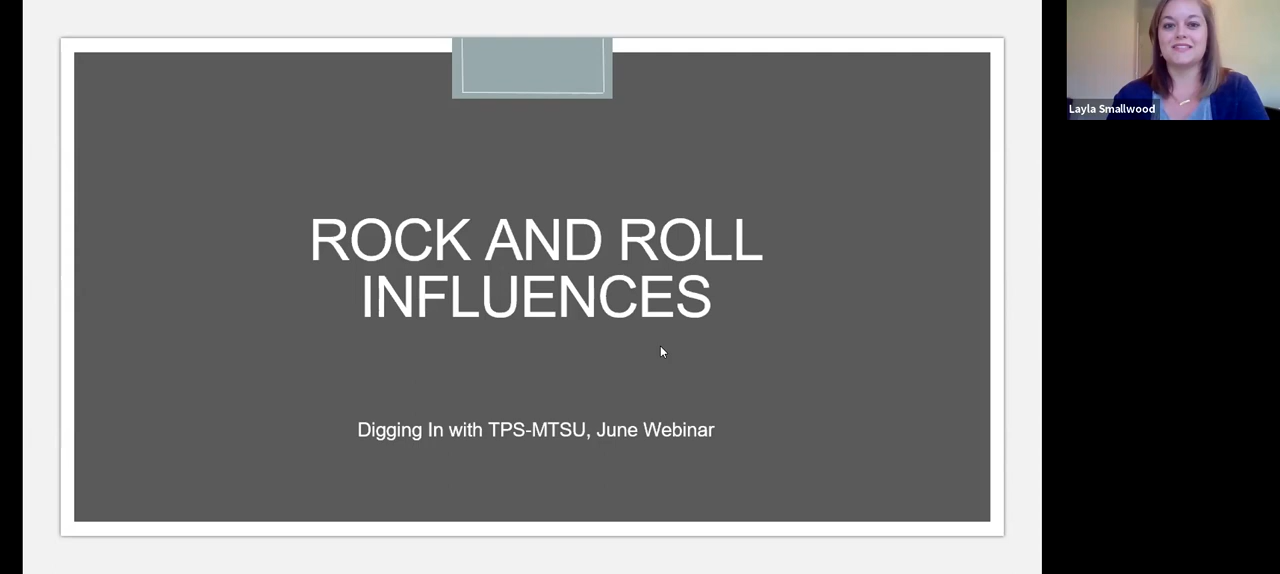 ROCK AND ROLL
INFLUENCES
Digging In with TPS-MTSU, June Webinar
Layla Smallwood